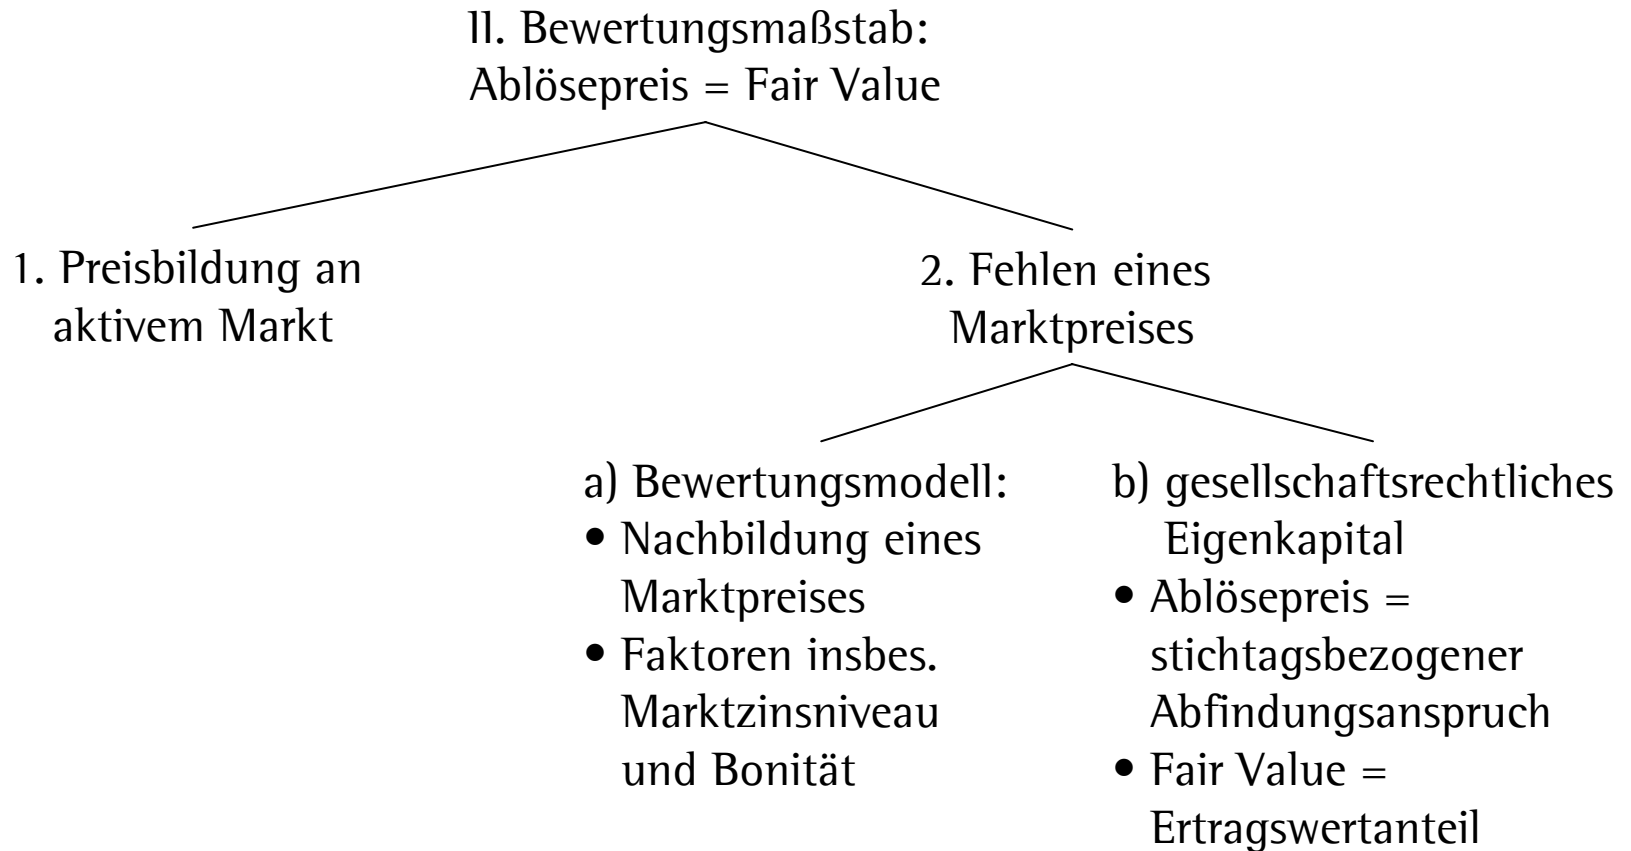 II. Bewertungsmaßstab:
Ablösepreis = Fair Value
1. Preisbildung an
aktivem Markt
2. Fehlen eines
Marktpreises
a) Bewertungsmodell:
• Nachbildung eines
Marktpreises
• Faktoren insbes.
Marktzinsniveau
und Bonität
b) gesellschaftsrechtliches
Eigenkapital
• Ablösepreis =
stichtagsbezogener
Abfindungsanspruch
• Fair Value =
Ertragswertanteil